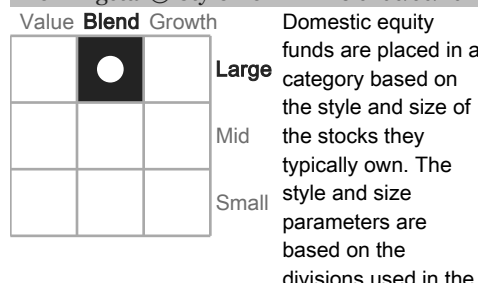 Value Blend Growth
Large
Mid
Small
Domestic equity
funds are placed in a
category based on
the style and size of
the stocks they
typically own. The
style and size
parameters are
based on the
divisions used in the